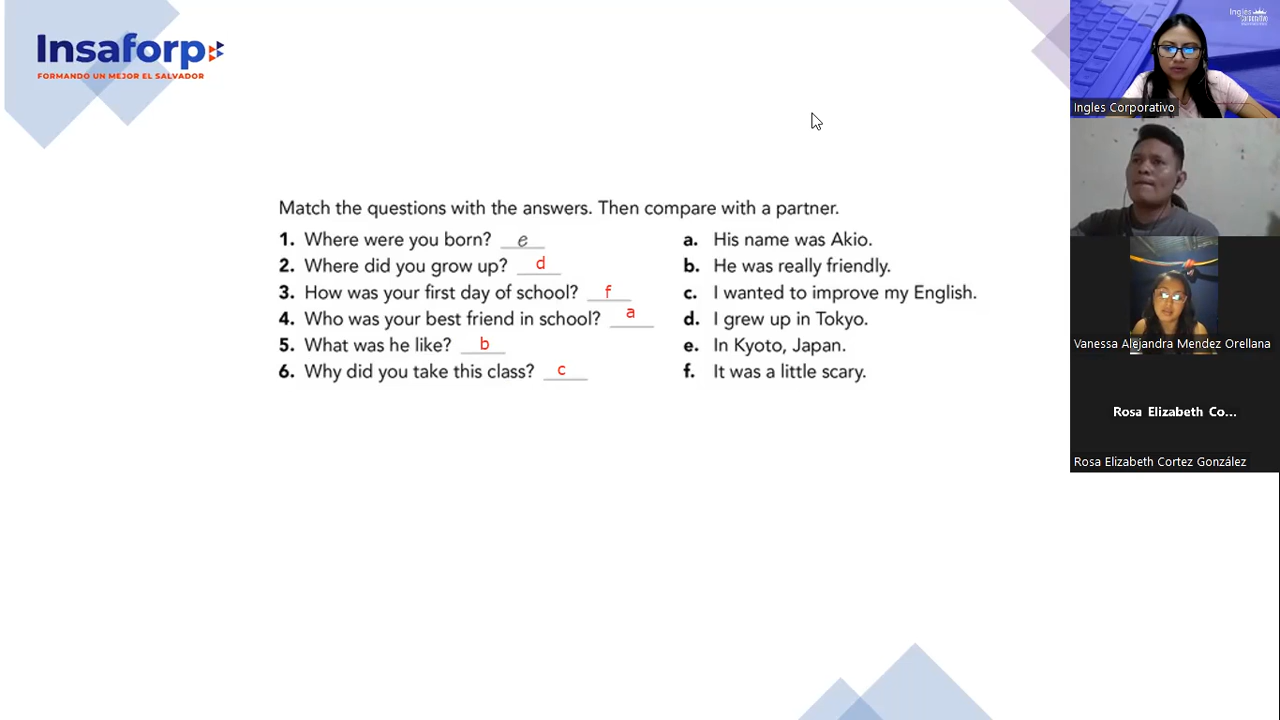 Insaforp
FORMANDO UN MEJOR EL SALVADOR
Match the questions with the answers. Then compare with a partner.
1. Where were you born? e
2. Where did you grow up? d
3. How was your first day of school? f
4. Who was your best friend in school? a
5. What was he like? b
6. Why did you take this class? c
a. His name was Akio.
b. He was really friendly.
c. I wanted to improve my English.
d. I grew up in Tokyo.
e. In Kyoto, Japan.
f. It was a little scary.
Ingles
Ingles Corporativo
Vanessa Alejandra Mendez Orellana
Rosa Elizabeth Co...
Rosa Elizabeth Cortez González